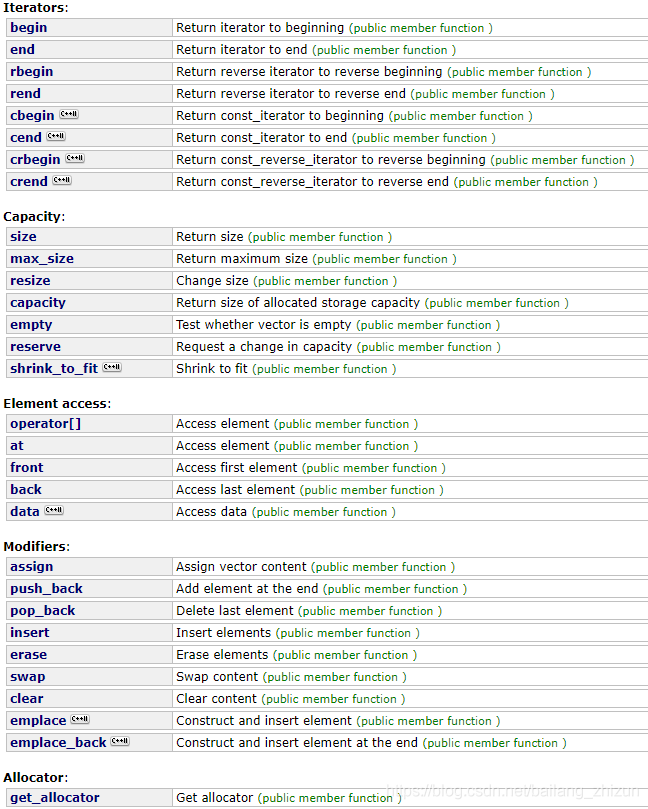 Iterators:
begin Return iterator to beginning (public member function )
end Return iterator to end (public member function )
rbegin Return reverse iterator to reverse beginning (public member function )
rend Return reverse iterator to reverse end (public member function )
cbegin C++11 Return const_iterator to beginning (public member function )
cend C++11 Return const_iterator to end (public member function )
crbegin C++11 Return const_reverse_iterator to reverse beginning (public member function )
crend C++11 Return const_reverse_iterator to reverse end (public member function )
Capacity:
size Return size (public member function )
max_size Return maximum size (public member function )
resize Change size (public member function )
capacity Return size of allocated storage capacity (public member function )
empty Test whether vector is empty (public member function )
reserve Request a change in capacity (public member function )
shrink_to_fit C++11 Shrink to fit (public member function )
Element access:
operator[] Access element (public member function )
at Access element (public member function )
front Access first element (public member function )
back Access last element (public member function )
data C++11 Access data (public member function )
Modifiers:
assign Assign vector content (public member function )
push_back Add element at the end (public member function )
pop_back Delete last element (public member function )
insert Insert elements (public member function )
erase Erase elements (public member function )
swap Swap content (public member function )
clear Clear content (public member function )
emplace C++11 Construct and insert element (public member function )
emplace_back C++11 Construct and insert element at the end (public member function )
Allocator:
get_allocator Get allocator (public member function )
https://blog.csdn.net/bailang_zhizun